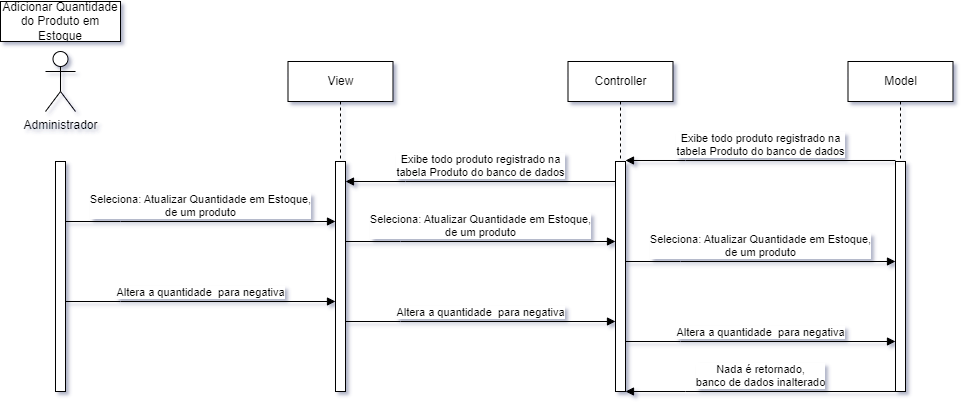 Adicionar Quantidade
do Produto em
Estoque
Administrador
View
Controller
Model
Exibe todo produto registrado na
tabela Produto do banco de dados
Exibe todo produto registrado na
tabela Produto do banco de dados
Seleciona: Atualizar Quantidade em Estoque,
de um produto
Seleciona: Atualizar Quantidade em Estoque,
de um produto
Seleciona: Atualizar Quantidade em Estoque,
de um produto
Altera a quantidade  para negativa
Altera a quantidade  para negativa
Altera a quantidade  para negativa
Nada é retornado,
banco de dados inalterado